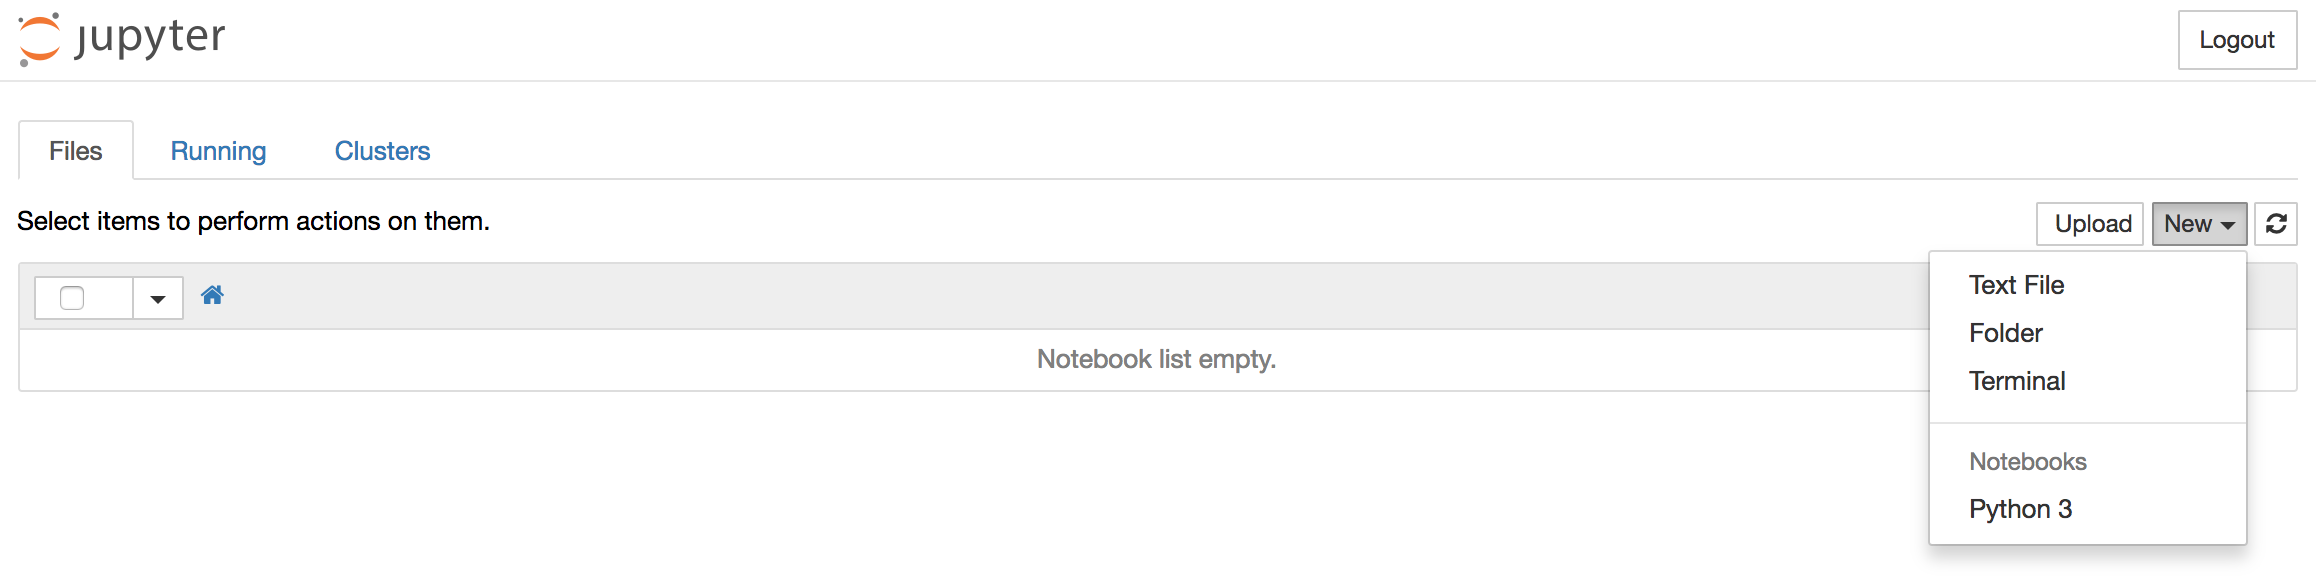 jupyter
Logout
Files
Running
Clusters
Select items to perform actions on them.
Upload
New
Notebook list empty.
Text File
Folder
Terminal
Notebooks
Python 3